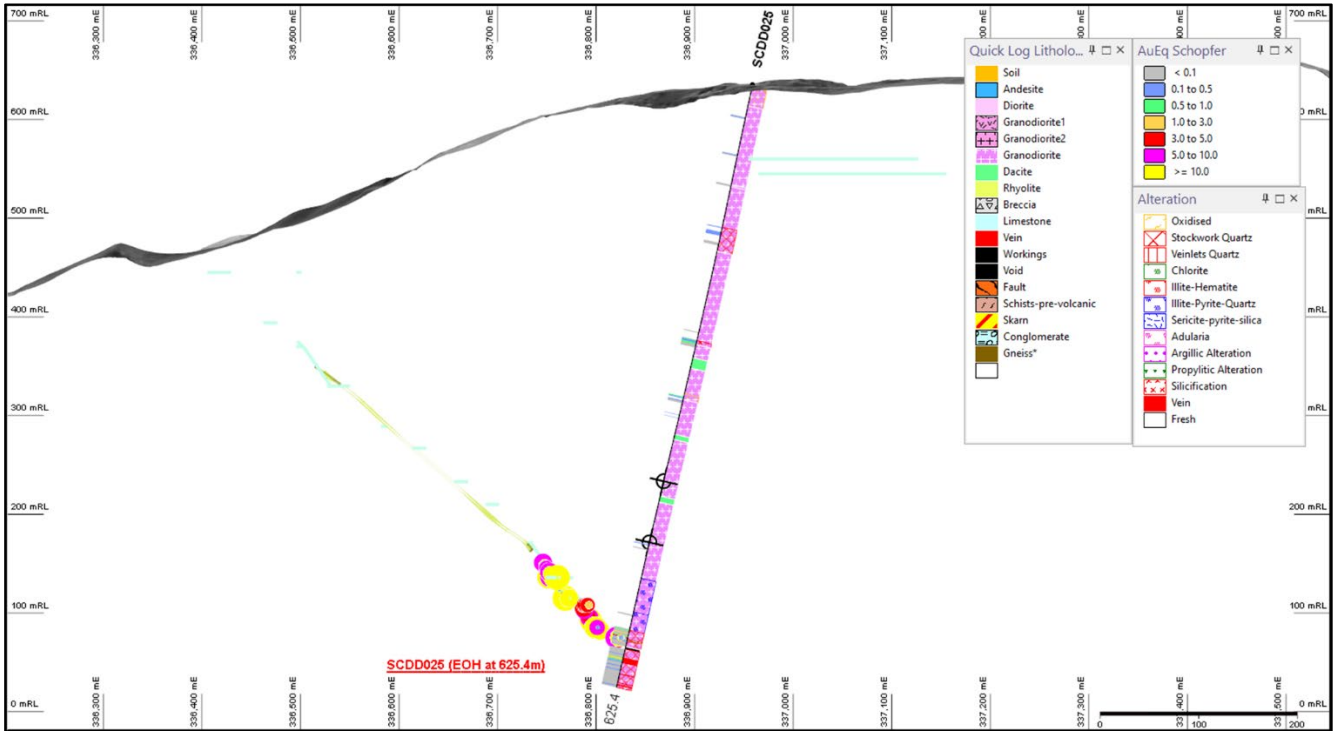 700 mRL
336,300 mE
336,400 mE
336,500 mE
336,600 mE
336,700 mE
336,800 mE
336,900 mE
SCDD025
337,000 mE
337,100 mE
700 mRL
600 mRL
500 mRL
400 mRL
300 mRL
200 mRL
100 mRL
0 mRL
Quick Log Litholo...
Soil
Andesite
Diorite
Granodiorite1
Granodiorite2
Granodiorite
Dacite
Rhyolite
Breccia
Limestone
Vein
Workings
Void
Fault
Schists-pre-volcanic
Skarn
Conglomerate
Gneiss*
AuEq Schopfer
< 0.1
0.1 to 0.5
0.5 to 1.0
1.0 to 3.0
3.0 to 5.0
5.0 to 10.0
>= 10.0
Alteration
Oxidised
Stockwork Quartz
Veinlets Quartz
Chlorite
Illite-Hematite
Illite-Pyrite-Quartz
Sericite-pyrite-silica
Adularia
Argillic Alteration
Propylitic Alteration
Silicification
Vein
Fresh
200 mRL
100 mRL
SCDD025 (EOH at 625.4m)
625.4
336,300 mE
336,400 mE
336,500 mE
336,600 mE
336,700 mE
336,800 mE
336,900 mE
337,000 mE
337,100 mE
337,200 mE
337,300 mE
0
100
200